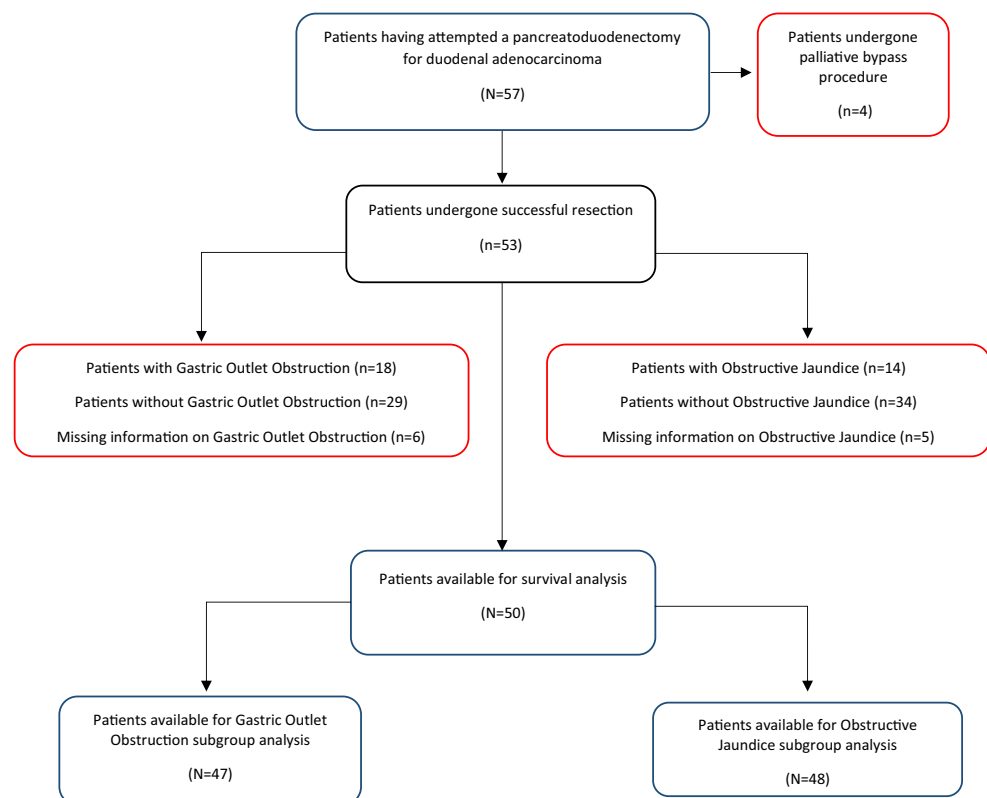 Patients having attempted a pancreatoduodenectomy
for duodenal adenocarcinoma
(N=57)
Patients undergone
palliative bypass
procedure
(n=4)
Patients undergone successful resection
(n=53)
Patients with Gastric Outlet Obstruction (n=18)
Patients without Gastric Outlet Obstruction (n=29)
Missing information on Gastric Outlet Obstruction (n=6)
Patients with Obstructive Jaundice (n=14)
Patients without Obstructive Jaundice (n=34)
Missing information on Obstructive Jaundice (n=5)
Patients available for survival analysis
(N=50)
Patients available for Gastric Outlet
Obstruction subgroup analysis
(N=47)
Patients available for Obstructive
Jaundice subgroup analysis
(N=48)